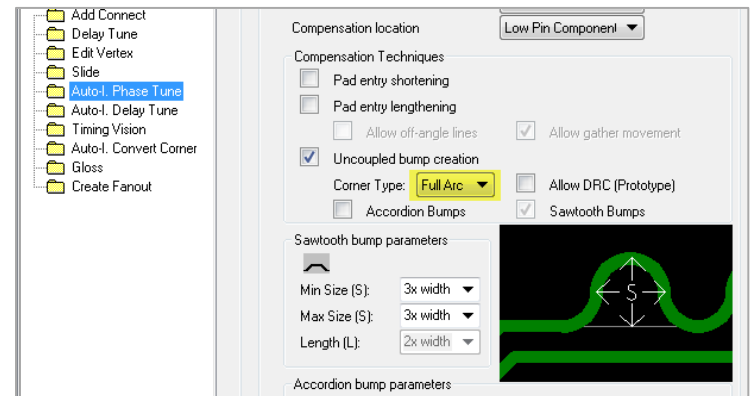 Add Connect
Delay Tune
Edit Vertex
Slide
Auto-I. Phase Tune
Auto-I. Delay Tune
Timing Vision
Auto-I. Convert Corner
Gloss
Create Fanout
Compensation location Low Pin Component
Compensation Techniques
Pad entry shortening
Pad entry lengthening
Allow off-angle lines Allow gather movement
Uncoupled bump creation
Corner Type: Full Arc Allow DRC (Prototype)
Accordion Bumps Sawtooth Bumps
Sawtooth bump parameters
Min Size (S): 3x width
Max Size (S): 3x width
Length (L): 2x width
S
Accordion bump parameters